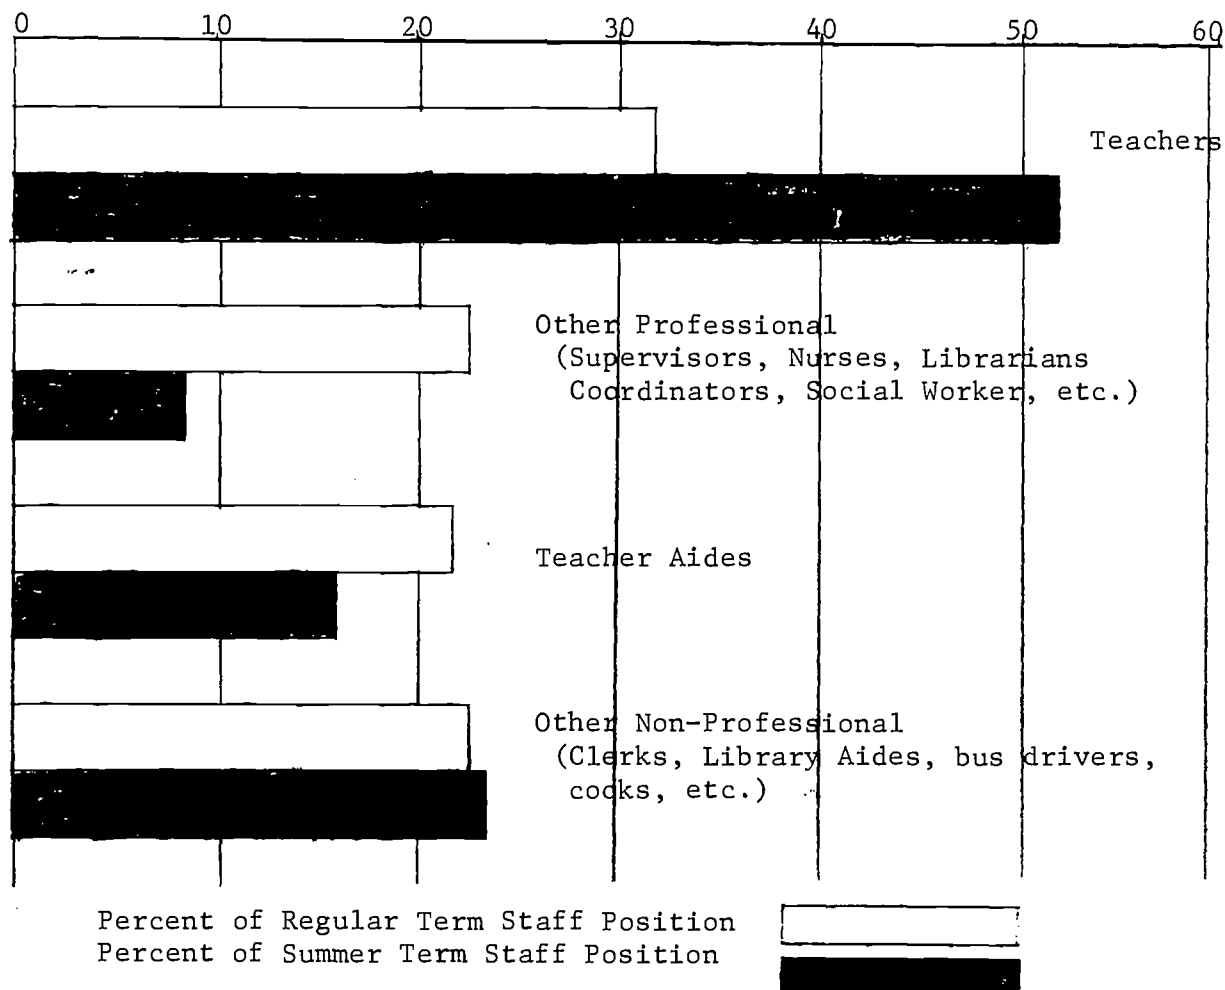 0 10 20 30 40 50 60
Teachers
Other Professional
(Supervisors, Nurses, Librarians
Coordinators, Social Worker, etc.)
Teacher Aides
Other Non-Professional
(Clerks, Library Aides, bus drivers,
cooks, etc.)
Percent of Regular Term Staff Position
Percent of Summer Term Staff Position